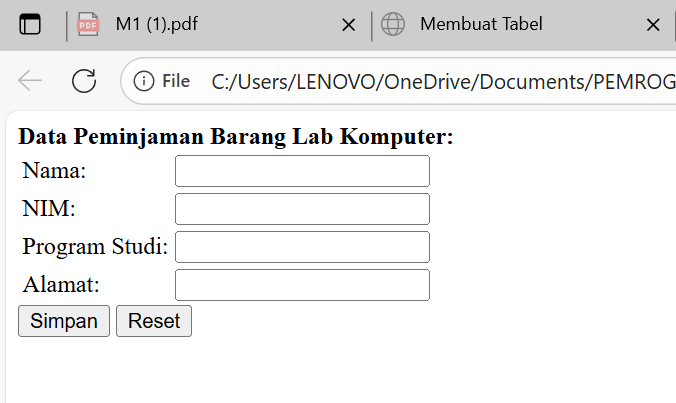 PDF M1 (1).pdf Membuat Tabel
File C:/Users/LENOVO/OneDrive/Documents/PEMROG
Data Peminjaman Barang Lab Komputer:
Nama:
NIM:
Program Studi:
Alamat:
Simpan Reset